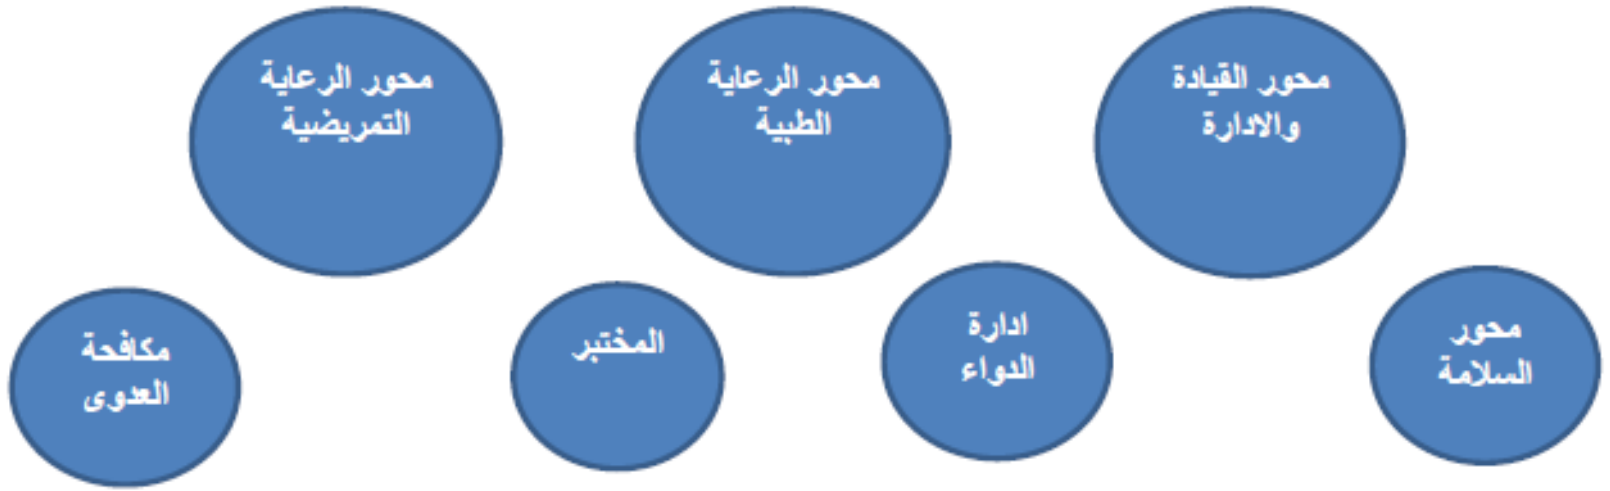 محور القيادة
والادارة
محور الرعاية
الطبية
محور الرعاية
التمريضية
محور
السلامة
ادارة
الدواء
المختبر
مكافحة
العدوى